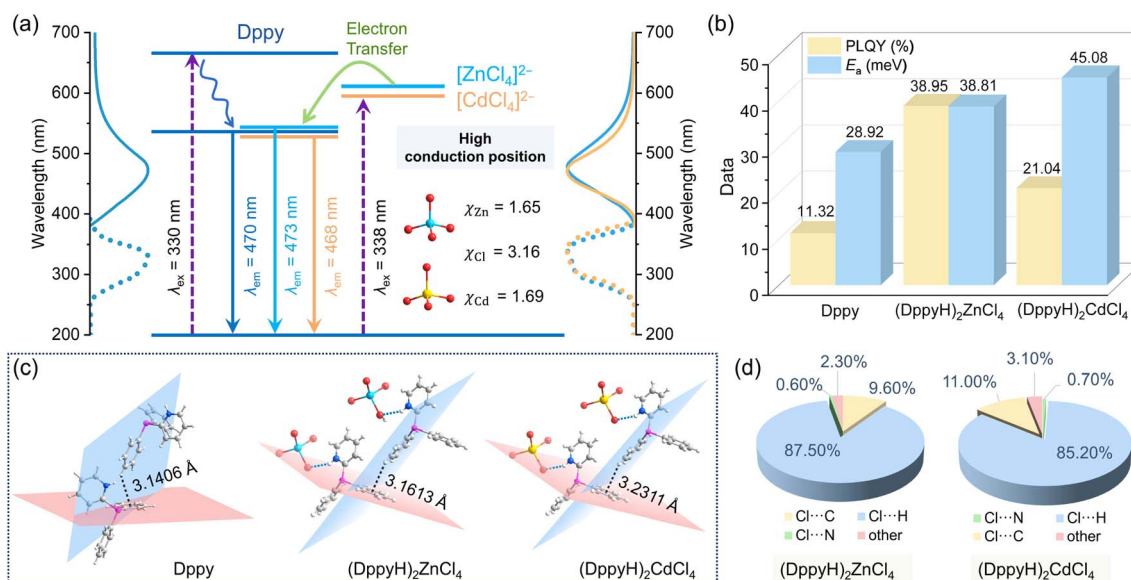 (a)
700
600
500
400
300
200
Wavelength (nm)
Dppy
Electron
Transfer
[ZnCl4]2−
[CdCl4]2−
High
conduction position
λex = 330 nm
λem = 470 nm
λem = 473 nm
λem = 468 nm
λex = 338 nm
χZn = 1.65
χCl = 3.16
χCd = 1.69
700
600
500
400
300
200
Wavelength (nm)
(b)
PLQY (%)
Ea (meV)
50
40
30
20
10
0
Data
11.32
28.92
38.95
38.81
21.04
45.08
Dppy
(DppyH)2ZnCl4
(DppyH)2CdCl4
(c)
3.1406 Å
3.1613 Å
3.2311 Å
Dppy
(DppyH)2ZnCl4
(DppyH)2CdCl4
(d)
2.30%
0.60%
9.60%
87.50%
Cl⋯C
Cl⋯H
Cl⋯N
other
(DppyH)2ZnCl4
3.10%
11.00%
0.70%
85.20%
Cl⋯N
Cl⋯H
Cl⋯C
other
(DppyH)2CdCl4